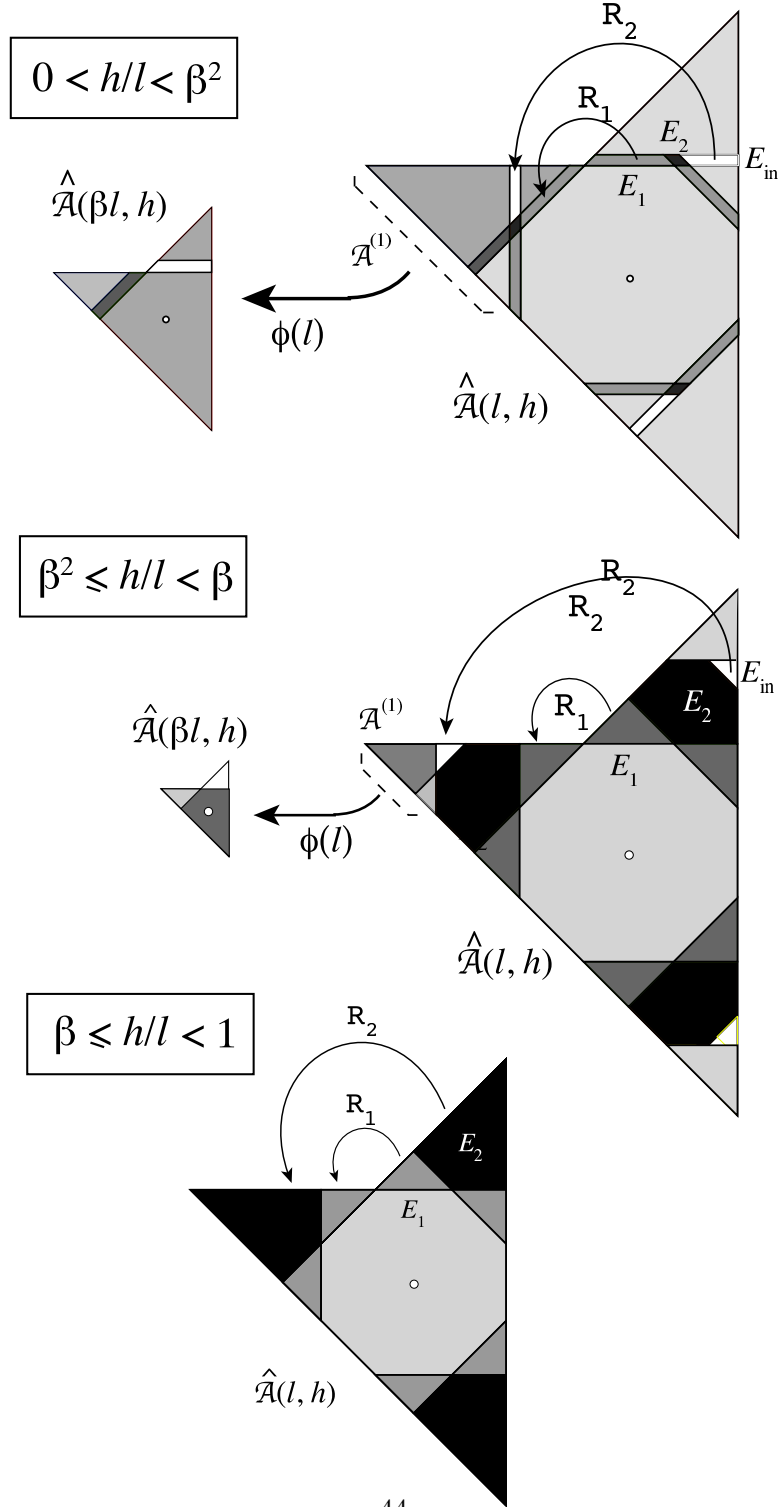 R₂
0 < h/l < β²
R₁
E₂
E_in
E₁
Â(βl, h)
A⁽¹⁾
ϕ(l)
Â(l, h)
β² ⩽ h/l < β
R₂
R₂
E_in
E₂
R₁
A⁽¹⁾
Â(βl, h)
E₁
ϕ(l)
Â(l, h)
β ⩽ h/l < 1
R₂
R₁
E₂
E₁
Â(l, h)